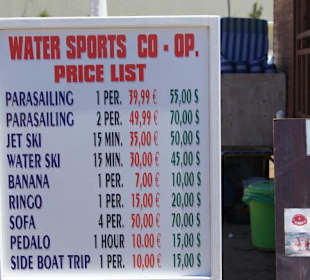 WATER SPORTS CO - OP.
PRICE LIST
PARASAILING 1 PER. 39,99 € 55,00 $
PARASAILING 2 PER. 49,99 € 70,00 $
JET SKI 15 MIN. 35,00 € 50,00 $
WATER SKI 15 MIN. 30,00 € 45,00 $
BANANA 1 PER. 7,00 € 10,00 $
RINGO 1 PER. 15,00 € 20,00 $
SOFA 4 PER. 50,00 € 70,00 $
PEDALO 1 HOUR 10.00 € 15,00 $
SIDE BOAT TRIP 1 PER. 10.00 € 15,00 $